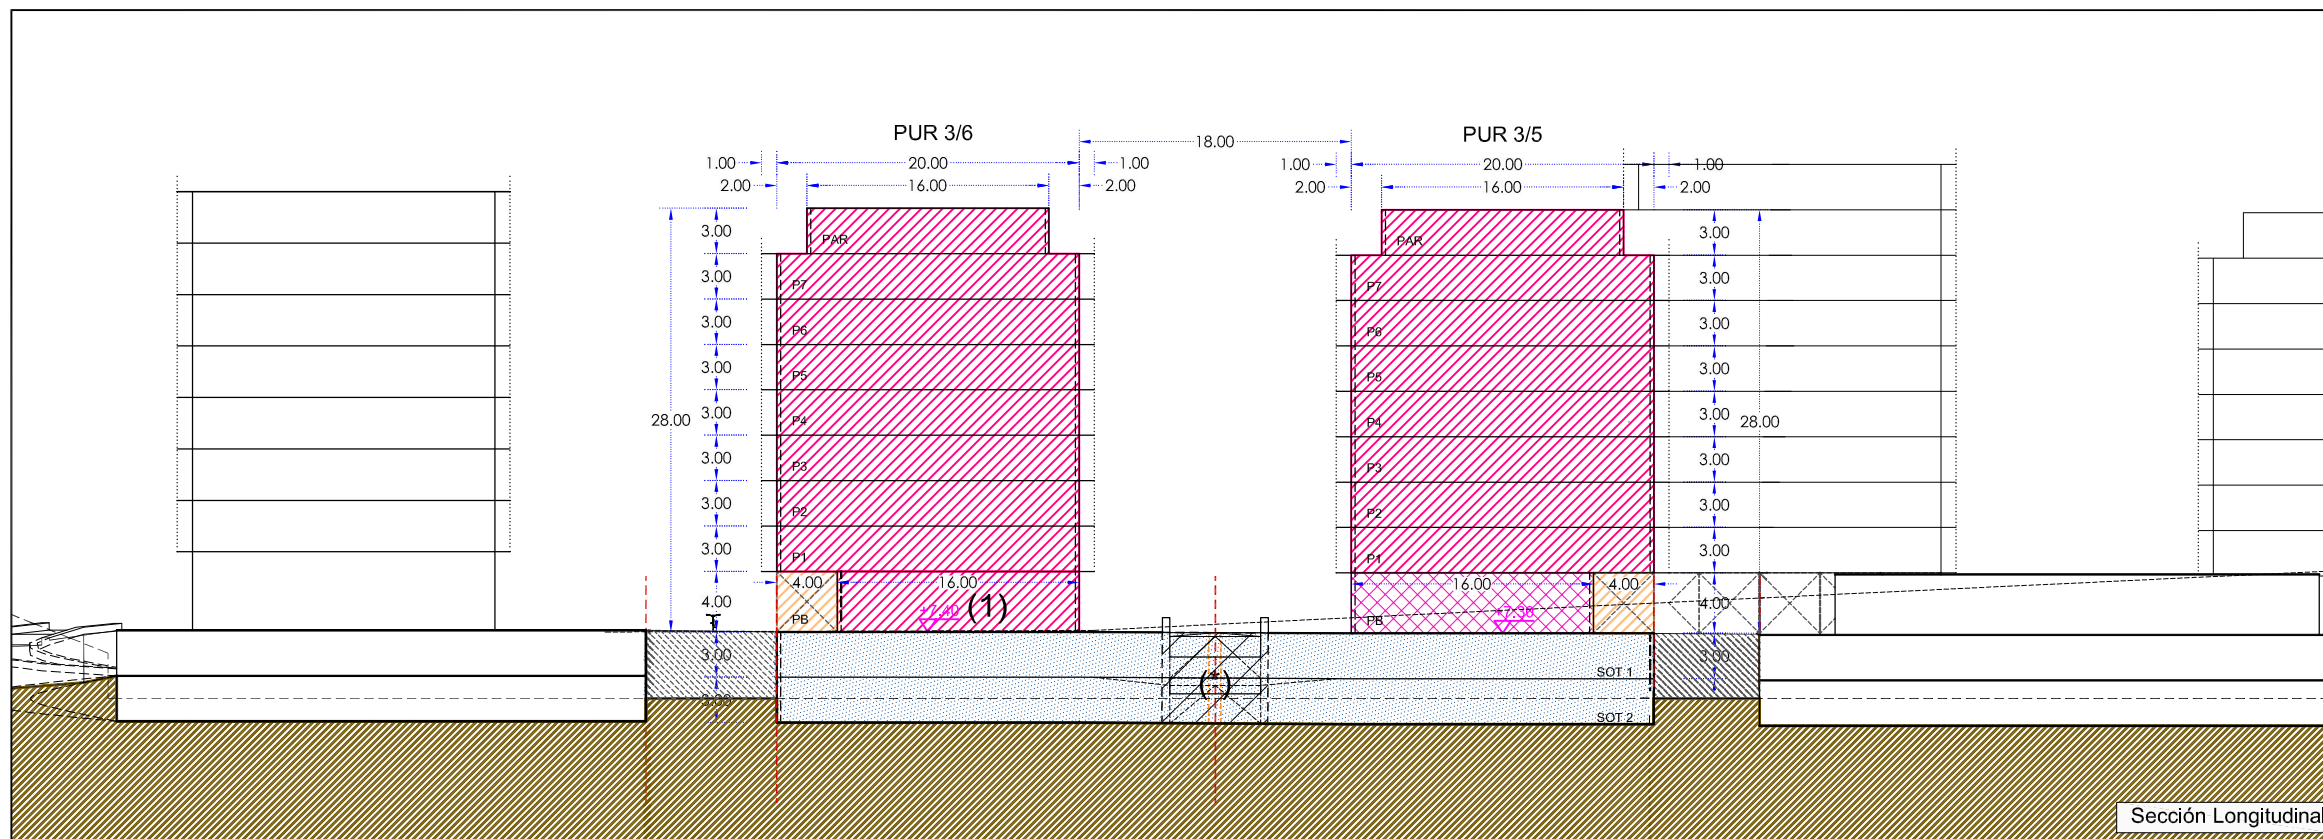 PUR 3/6
PUR 3/5
18.00
1.00 20.00 1.00
1.00 20.00 1.00
2.00 16.00 2.00
2.00 16.00 2.00
3.00 PAR PAR 3.00
3.00 P7 P7 3.00
3.00 P6 P6 3.00
3.00 P5 P5 3.00
28.00 3.00 P4 P4 3.00 28.00
3.00 P3 P3 3.00
3.00 P2 P2 3.00
3.00 P1 P1 3.00
4.00 16.00 16.00 4.00
4.00 PB +7.40 (1) PB +7.30 4.00
3.00 SOT 1 3.00
3.00 SOT 2
Sección Longitudinal